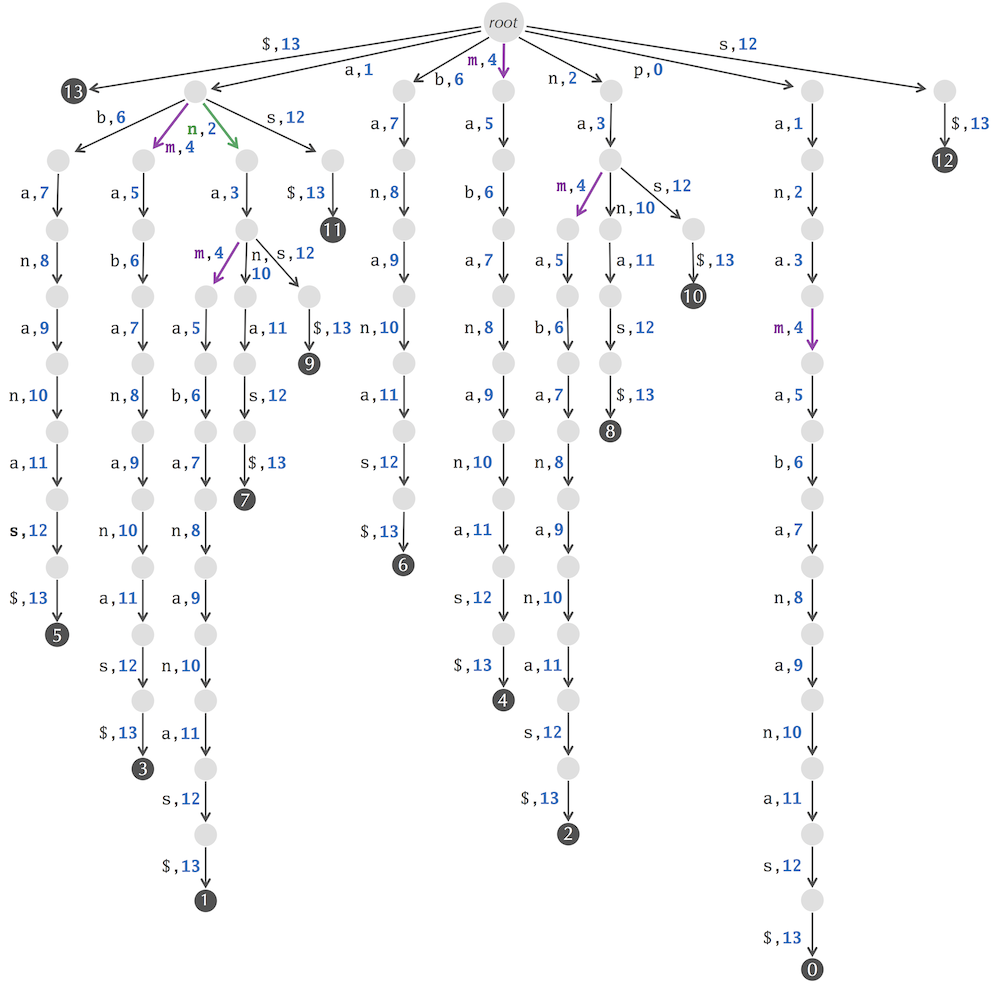 root
$,13 s,12
a,1 b,6 m,4 n,2 p,0
13
b,6 m,4 n,2 s,12 a,7 a,5 a,3 a,1 $,13
12
a,7 a,5 a,3 $,13 n,8 b,6 m,4 s,12 n,10 n,2
11
n,8 b,6 m,4 n,10 s,12 a,9 a,7 a,5 a,11 $,13 a.3
10
a,9 a,7 a,5 a,11 $,13 n,10 n,8 b,6 s,12 m,4
9
n,10 n,8 b,6 s,12 a,11 a,9 a,7 $,13 a,5
8
a,11 a,9 a,7 $,13 s,12 n,10 n,8 b,6
7
s,12 n,10 n,8 $,13 a,11 a,9 a,7
6
$,13 a,11 a,9 s,12 n,10 n,8
5
s,12 n,10 $,13 a,11 a,9
4
$,13 a,11 s,12 n,10
3
s,12 $,13 a,11
2
$,13 s,12
1
$,13
0